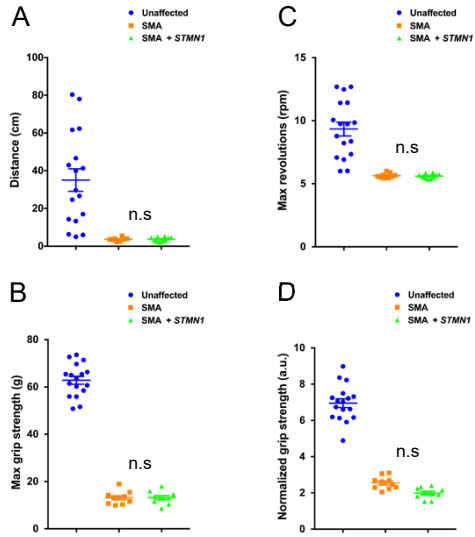 A
Unaffected
SMA
SMA + STMN1
Distance (cm)
100
80
60
40
20
0
n.s
C
Unaffected
SMA
SMA + STMN1
Max revolutions (rpm)
15
10
5
0
n.s
B
Unaffected
SMA
SMA + STMN1
Max grip strength (g)
80
60
40
20
0
n.s
D
Unaffected
SMA
SMA + STMN1
Normalized grip strength (a.u.)
10
8
6
4
2
0
n.s